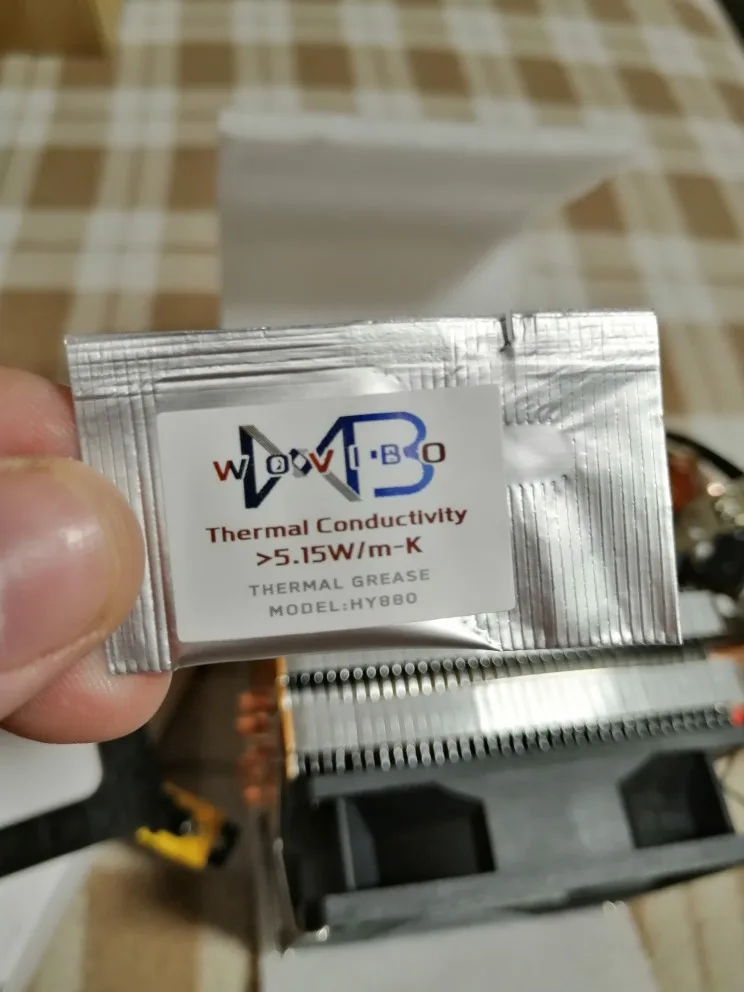 WOVIBO
Thermal Conductivity
>5.15W/m-K
THERMAL GREASE
MODEL:HY880